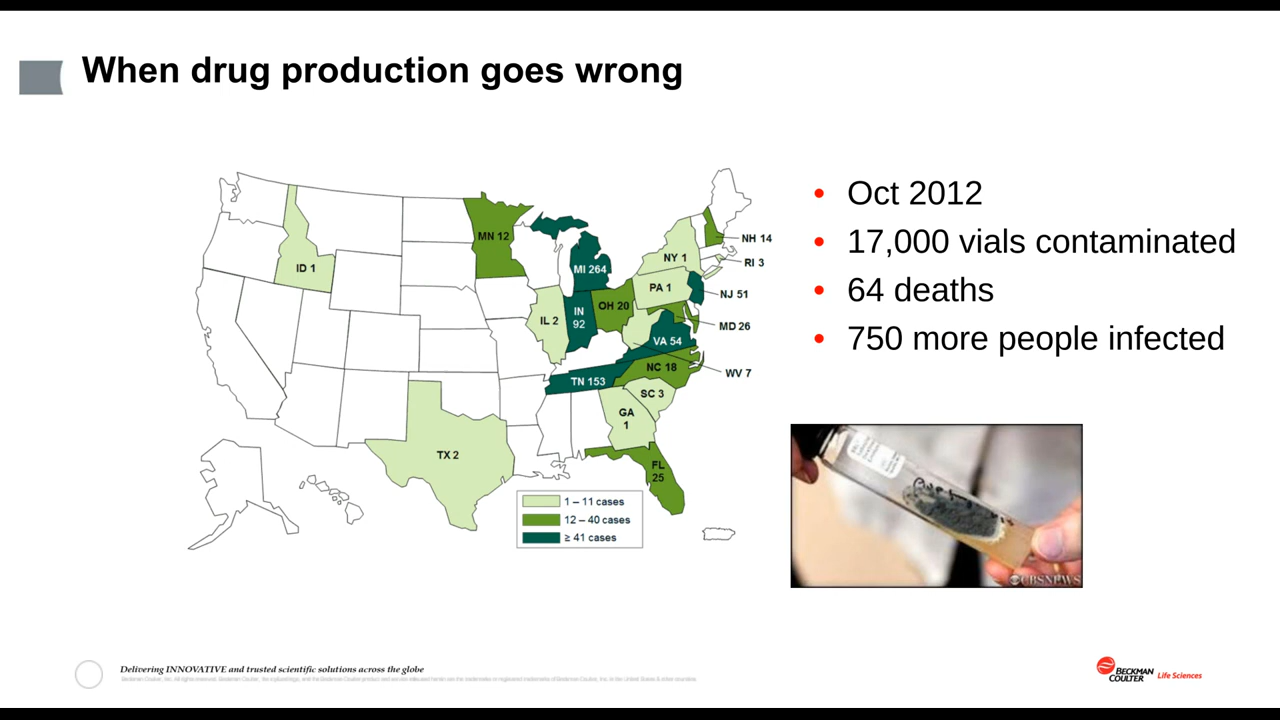 When drug production goes wrong
• Oct 2012
• 17,000 vials contaminated
• 64 deaths
• 750 more people infected
MN 12
ID 1
MI 264
NY 1
NH 14
RI 3
PA 1
NJ 51
OH 20
IN
92
IL 2
MD 26
VA 54
WV 7
NC 18
TN 153
SC 3
GA
1
TX 2
FL
25
1 – 11 cases
12 – 40 cases
≥ 41 cases
©CBSNEWS
Delivering INNOVATIVE and trusted scientific solutions across the globe
BECKMAN
COULTER
Life Sciences